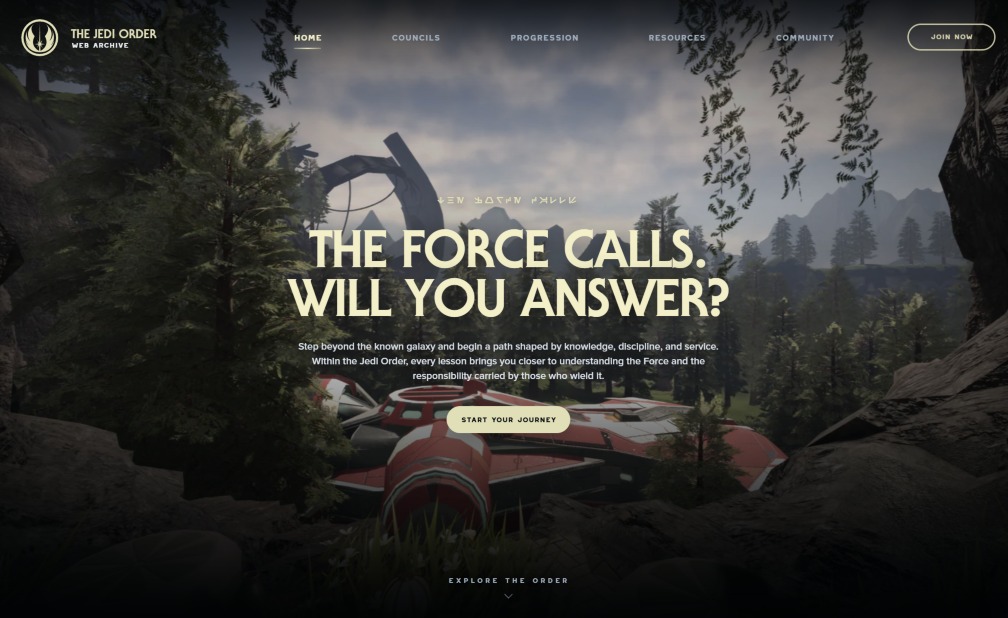 THE JEDI ORDER
WEB ARCHIVE
HOME
COUNCILS
PROGRESSION
RESOURCES
COMMUNITY
JOIN NOW
THE FORCE CALLS.
WILL YOU ANSWER?
Step beyond the known galaxy and begin a path shaped by knowledge, discipline, and service.
Within the Jedi Order, every lesson brings you closer to understanding the Force and the
responsibility carried by those who wield it.
START YOUR JOURNEY
EXPLORE THE ORDER